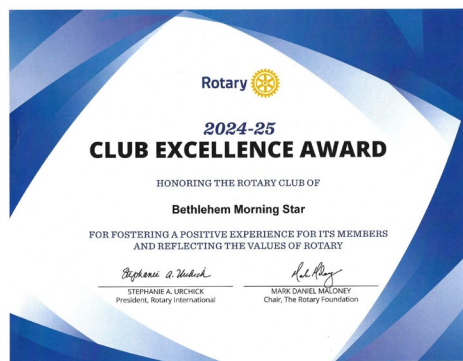 Rotary
2024-25
CLUB EXCELLENCE AWARD
HONORING THE ROTARY CLUB OF
Bethlehem Morning Star
FOR FOSTERING A POSITIVE EXPERIENCE FOR ITS MEMBERS
AND REFLECTING THE VALUES OF ROTARY
Stephanie A. Urchick
STEPHANIE A. URCHICK
President, Rotary International
MARK DANIEL MALONEY
Chair, The Rotary Foundation